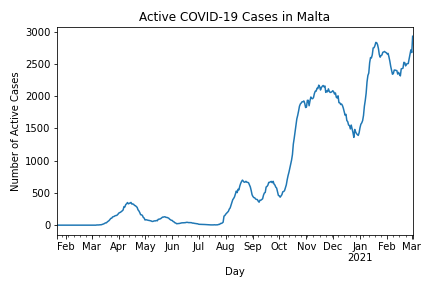 Active COVID-19 Cases in Malta
Number of Active Cases
3000
2500
2000
1500
1000
500
0
Feb Mar Apr May Jun Jul Aug Sep Oct Nov Dec Jan Feb Mar
2021
Day